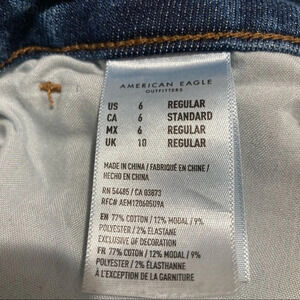 AMERICAN EAGLE
OUTFITTERS
US 6 REGULAR
CA 6 STANDARD
MX 6 REGULAR
UK 10 REGULAR
MADE IN CHINA / FABRIQUÉ EN CHINE /
HECHO EN CHINA
RN 54485 / CA 03873
RFC# AEM120605U9A
EN 77% COTTON / 12% MODAL / 9%
POLYESTER / 2% ELASTANE
EXCLUSIVE OF DECORATION
FR 77% COTON / 12% MODAL / 9%
POLYESTER / 2% ÉLASTHANNE
À L'EXCEPTION DE LA GARNITURE